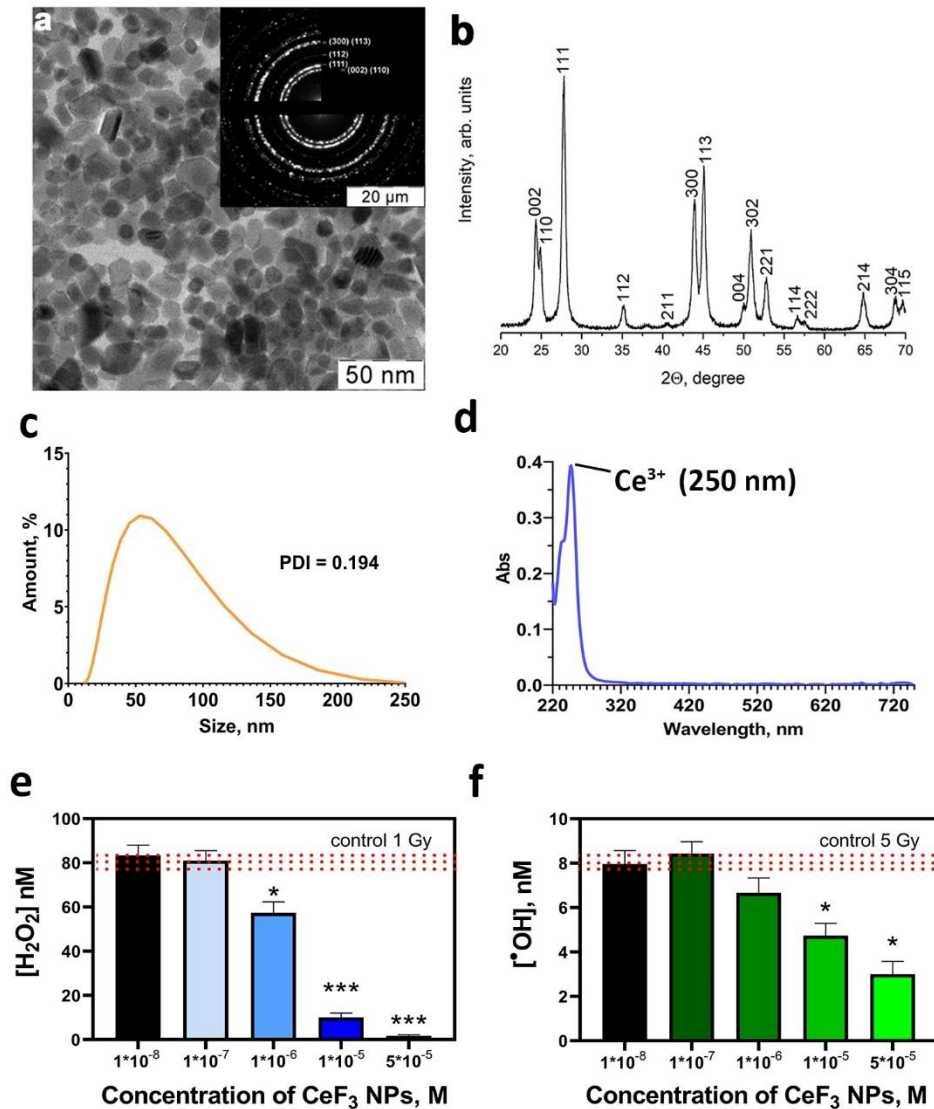 a
(300) (113)
(112)
(111)
(002) (110)
20 µm
50 nm
b
Intensity, arb. units
002
110
111
112
211
300
113
004
302
221
114
222
214
304
115
20 25 30 35 40 45 50 55 60 65 70
2Θ, degree
c
15
10
5
0
Amount, %
PDI = 0.194
0 50 100 150 200 250
Size, nm
d
0.4
0.3
0.2
0.1
0.0
Abs
Ce³⁺ (250 nm)
220 320 420 520 620 720
Wavelength, nm
e
100
80
60
40
20
0
[H₂O₂] nM
control 1 Gy
*
***
***
1*10⁻⁸ 1*10⁻⁷ 1*10⁻⁶ 1*10⁻⁵ 5*10⁻⁵
Concentration of CeF₃ NPs, M
f
10
8
6
4
2
0
[•OH], nM
control 5 Gy
*
*
1*10⁻⁸ 1*10⁻⁷ 1*10⁻⁶ 1*10⁻⁵ 5*10⁻⁵
Concentration of CeF₃ NPs, M